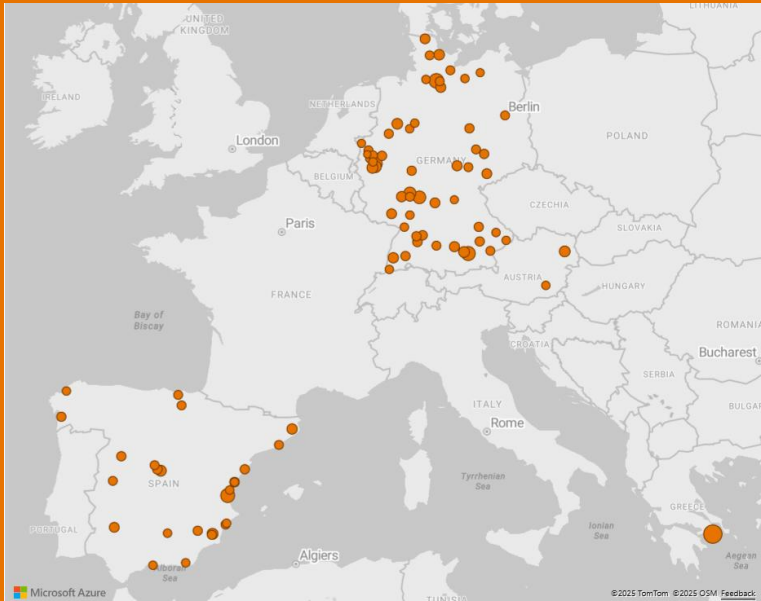 LITHUANIA
UNITED
KINGDOM
IRELAND
NETHERLANDS
Berlin
London
POLAND
GERMANY
BELGIUM
CZECHIA
Paris
SLOVAKIA
AUSTRIA
HUNGARY
FRANCE
Bay of
Biscay
ROMANIA
CROATIA
Bucharest
SERBIA
ITALY
BULGAR
Rome
Tyrrhenian
Sea
SPAIN
GREECE
PORTUGAL
Ionian
Sea
Algiers
Aegean
Sea
Alboran
Sea
Microsoft Azure
TUNISI
©2025 TomTom ©2025 OSM Feedback